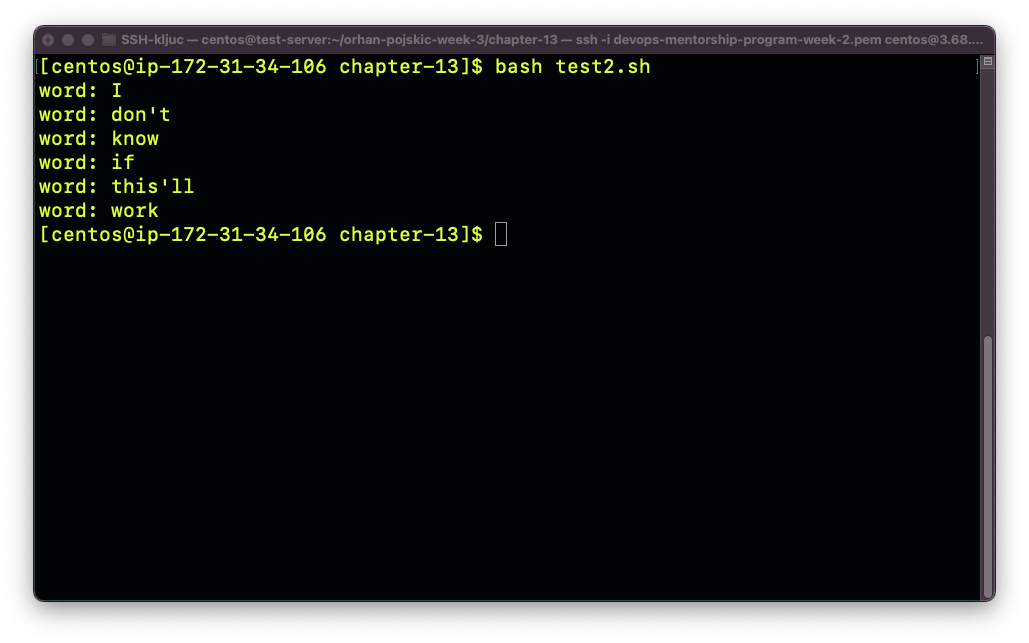 SSH-kljuc — centos@test-server:~/orhan-pojskic-week-3/chapter-13 — ssh -i devops-mentorship-program-week-2.pem centos@3.68....
[centos@ip-172-31-34-106 chapter-13]$ bash test2.sh
word: I
word: don't
word: know
word: if
word: this'll
word: work
[centos@ip-172-31-34-106 chapter-13]$